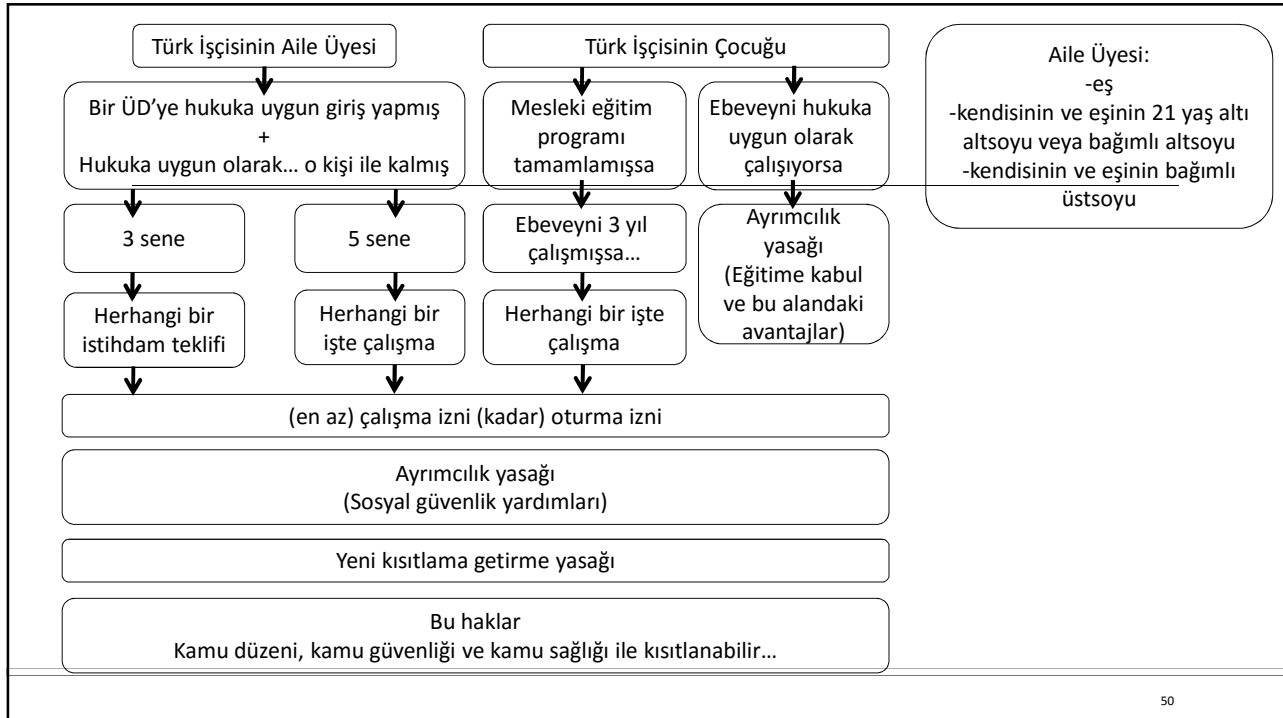 Türk İşçisinin Aile Üyesi
Türk İşçisinin Çocuğu
Aile Üyesi:
-eş
-kendisinin ve eşinin 21 yaş altı
altsoyu veya bağımlı altsoyu
-kendisinin ve eşinin bağımlı
üstsoyu
Bir ÜD’ye hukuka uygun giriş yapmış
+
Hukuka uygun olarak… o kişi ile kalmış
Mesleki eğitim
programı
tamamlamışsa
Ebeveyni hukuka
uygun olarak
çalışıyorsa
3 sene
5 sene
Ebeveyni 3 yıl
çalışmışsa…
Ayrımcılık
yasağı
(Eğitime kabul
ve bu alandaki
avantajlar)
Herhangi bir
istihdam teklifi
Herhangi bir
işte çalışma
Herhangi bir işte
çalışma
(en az) çalışma izni (kadar) oturma izni
Ayrımcılık yasağı
(Sosyal güvenlik yardımları)
Yeni kısıtlama getirme yasağı
Bu haklar
Kamu düzeni, kamu güvenliği ve kamu sağlığı ile kısıtlanabilir…
50